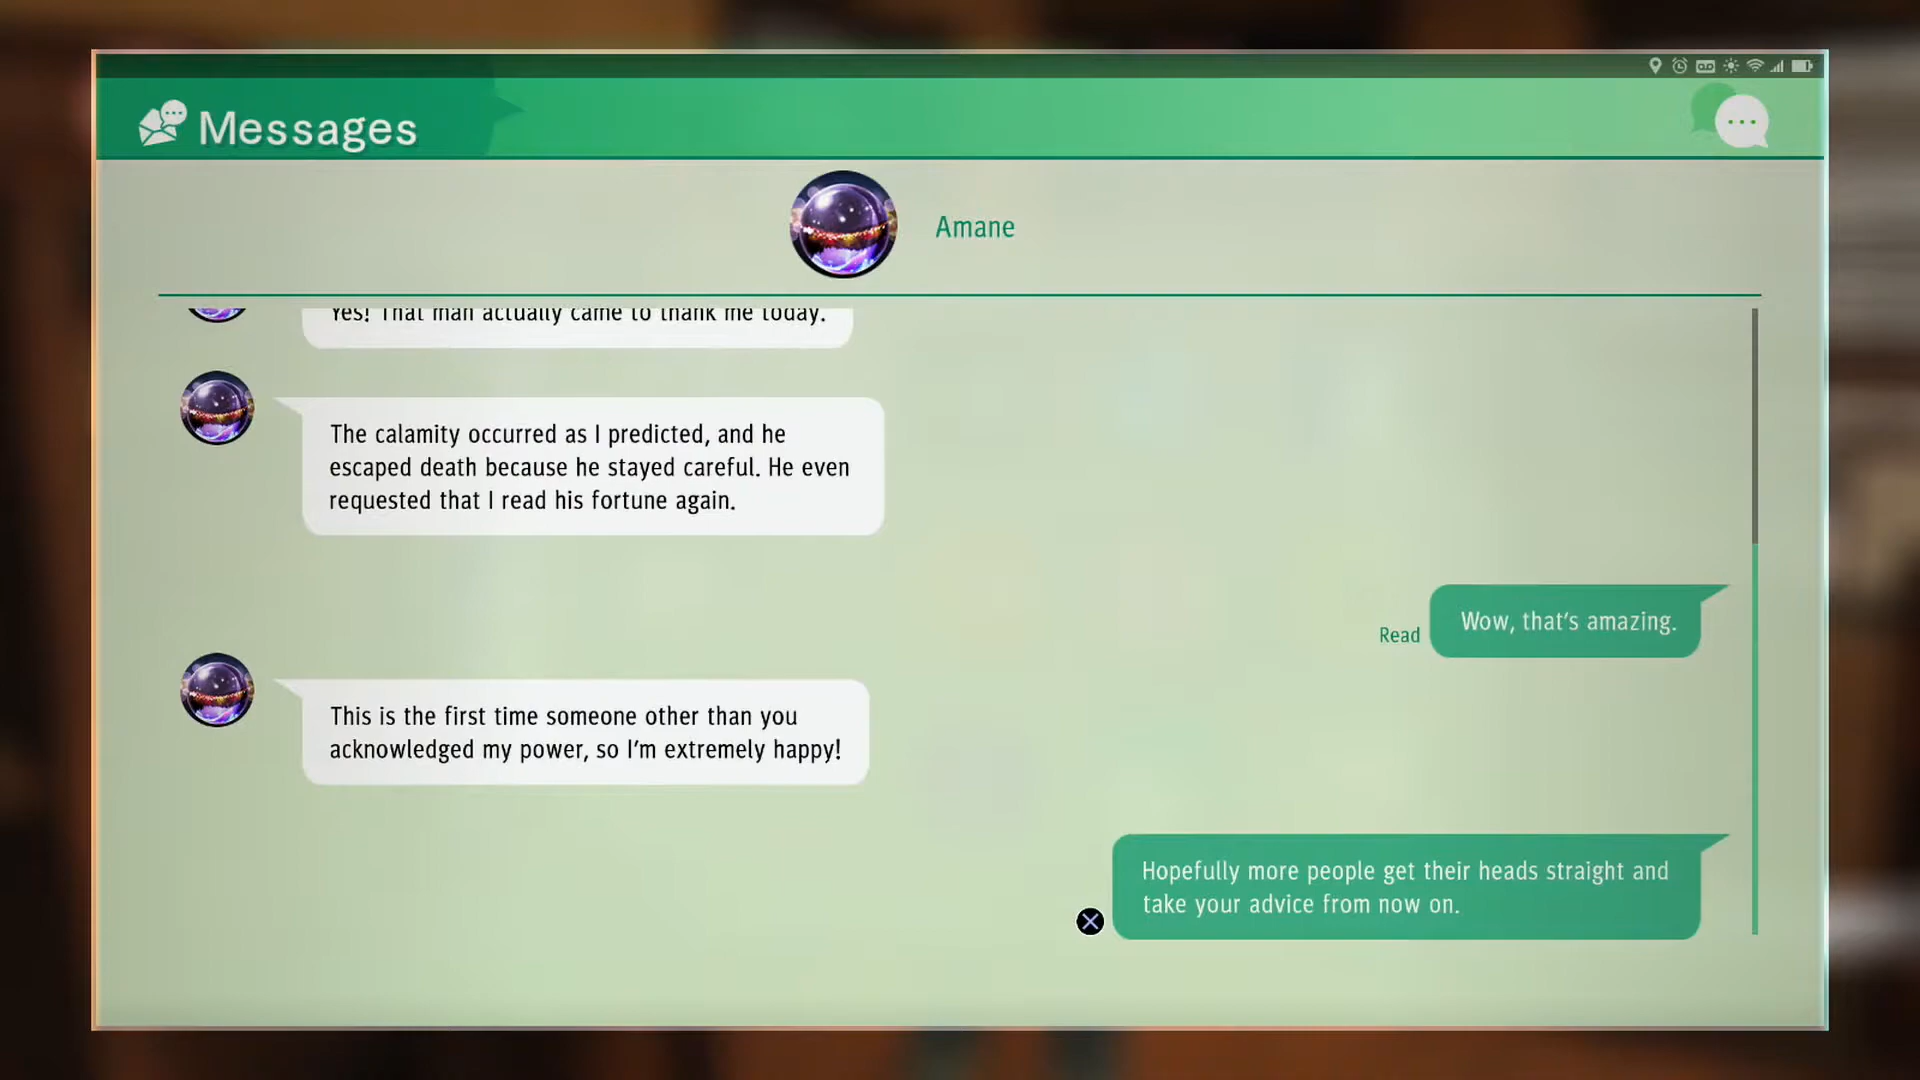 Messages
Amane
Yes! That man actually came to thank me today.
The calamity occurred as I predicted, and he
escaped death because he stayed careful. He even
requested that I read his fortune again.
Wow, that's amazing.
Read
This is the first time someone other than you
acknowledged my power, so I'm extremely happy!
Hopefully more people get their heads straight and
take your advice from now on.